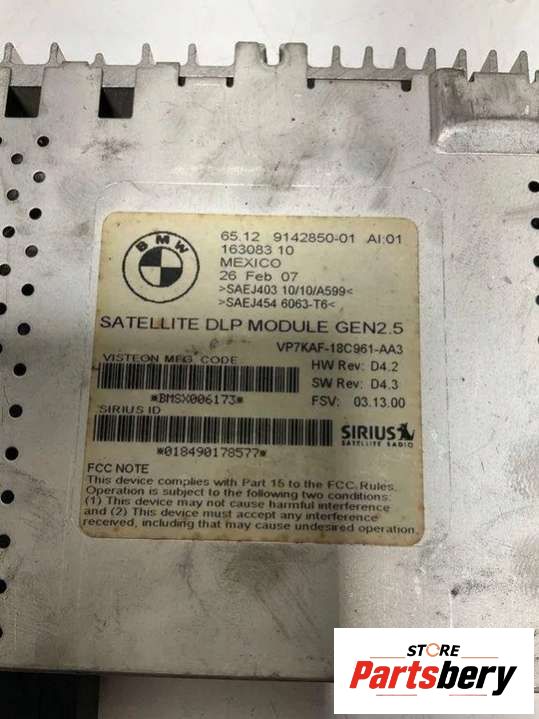 BMW
65.12 9142850-01 AI:01
163083 10
MEXICO
26 Feb 07
>SAEJ403 10/10/A599<
>SAEJ454 6063-T6<
SATELLITE DLP MODULE GEN2.5
VP7KAF-18C961-AA3
VISTEON MFG CODE
HW Rev: D4.2
SW Rev: D4.3
*BMSX006173*
FSV: 03.13.00
SIRIUS ID
SIRIUS
SATELLITE RADIO
*018490178577*
FCC NOTE
This device complies with Part 15 to the FCC. Rules.
Operation is subject to the following two conditions:
(1) This device may not cause harmful interference
and (2) This device must accept any interference
received, including that may cause undesired operation.
STORE
Partsbery